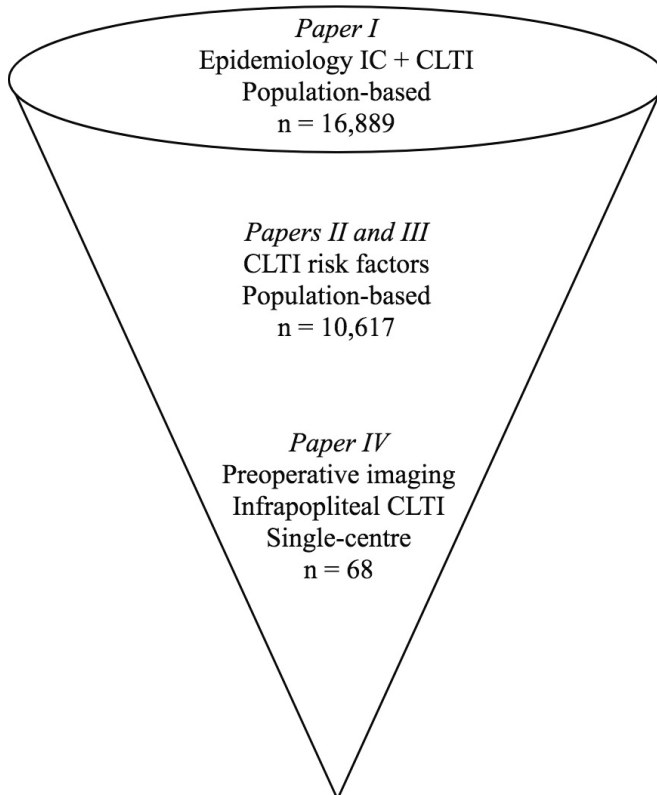 Paper I
Epidemiology IC + CLTI
Population-based
n = 16,889
Papers II and III
CLTI risk factors
Population-based
n = 10,617
Paper IV
Preoperative imaging
Infrapopliteal CLTI
Single-centre
n = 68